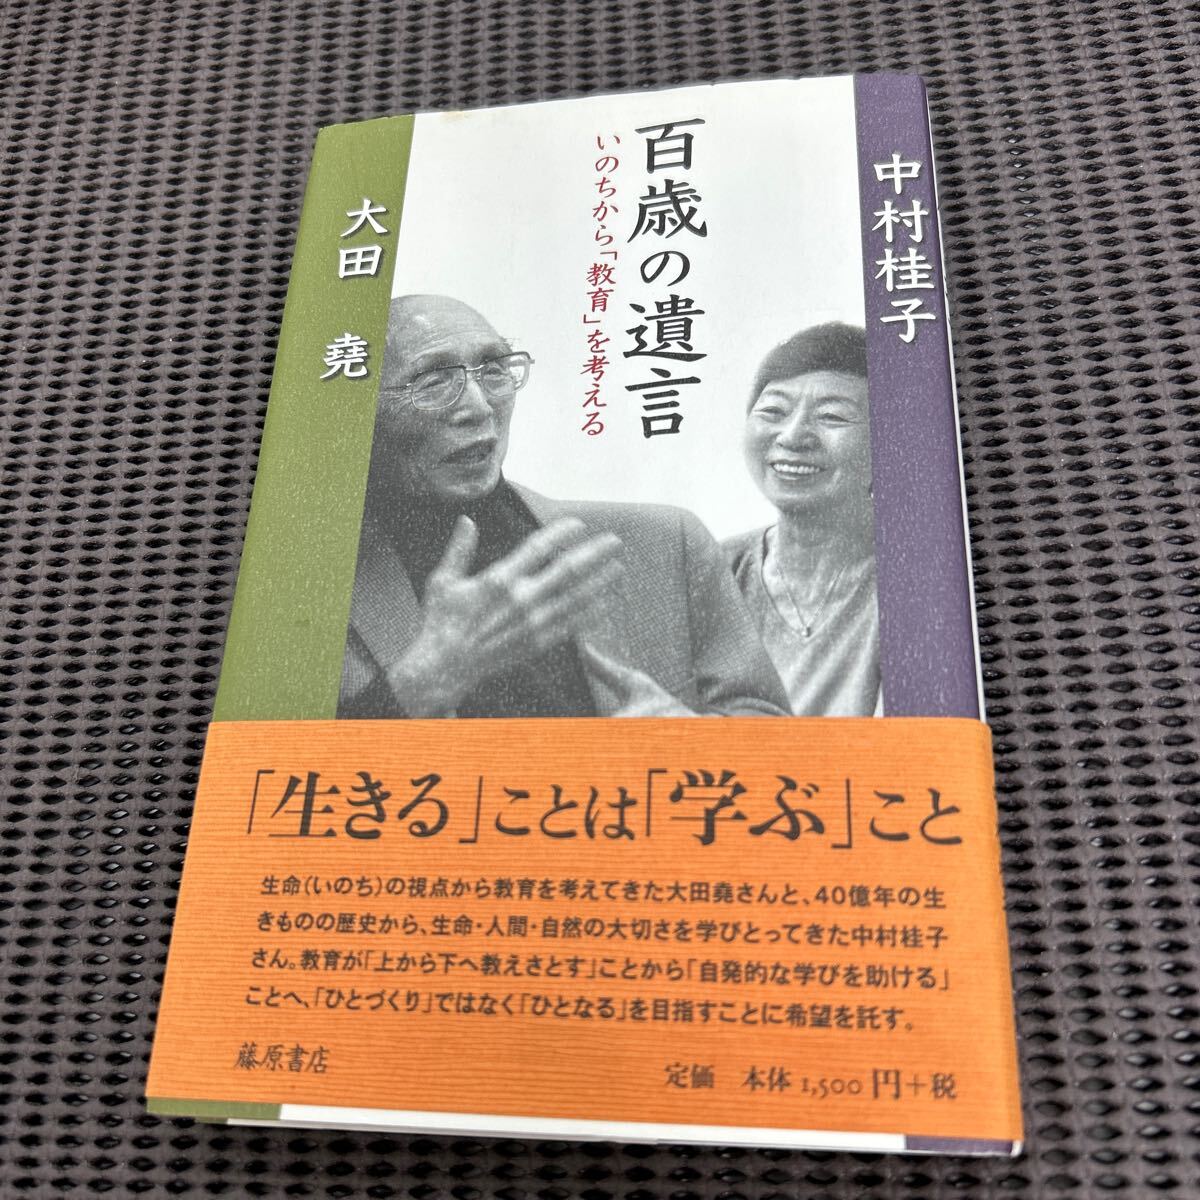 中村桂子
百歳の遺言
いのちから「教育」を考える
大田 堯
「生きる」ことは「学ぶ」こと
生命(いのち)の視点から教育を考えてきた大田堯さんと、40億年の生
きものの歴史から、生命・人間・自然の大切さを学びとってきた中村桂子
さん。教育が「上から下へ教えさとす」ことから「自発的な学びを助ける」
ことへ、「ひとづくり」ではなく「ひとなる」を目指すことに希望を託す。
藤原書店
定価 本体 1,500 円+税